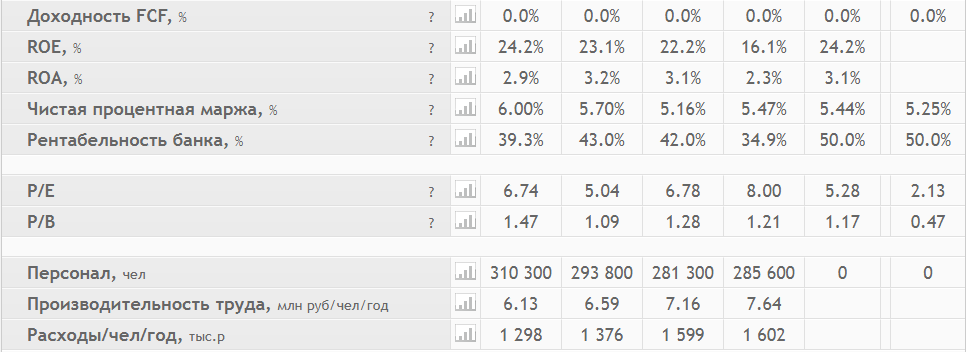 Доходность FCF, % ? 0.0% 0.0% 0.0% 0.0% 0.0% 0.0%
ROE, % ? 24.2% 23.1% 22.2% 16.1% 24.2%
ROA, % ? 2.9% 3.2% 3.1% 2.3% 3.1%
Чистая процентная маржа, % ? 6.00% 5.70% 5.16% 5.47% 5.44% 5.25%
Рентабельность банка, % ? 39.3% 43.0% 42.0% 34.9% 50.0% 50.0%
P/E ? 6.74 5.04 6.78 8.00 5.28 2.13
P/B ? 1.47 1.09 1.28 1.21 1.17 0.47
Персонал, чел 310 300 293 800 281 300 285 600 0 0
Производительность труда, млн руб/чел/год 6.13 6.59 7.16 7.64
Расходы/чел/год, тыс.р 1 298 1 376 1 599 1 602